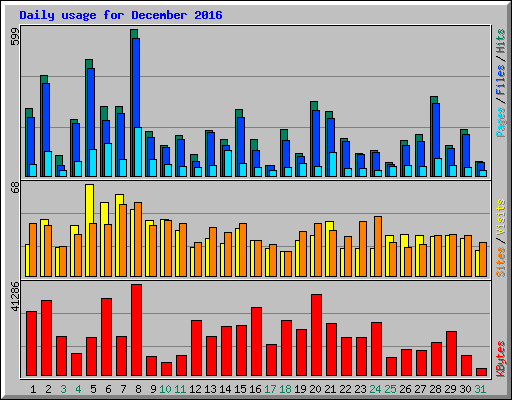 Daily usage for December 2016
599
Pages / Files / Hits
68
Sites / Visits
41286
KBytes
1 2 3 4 5 6 7 8 9 10 11 12 13 14 15 16 17 18 19 20 21 22 23 24 25 26 27 28 29 30 31